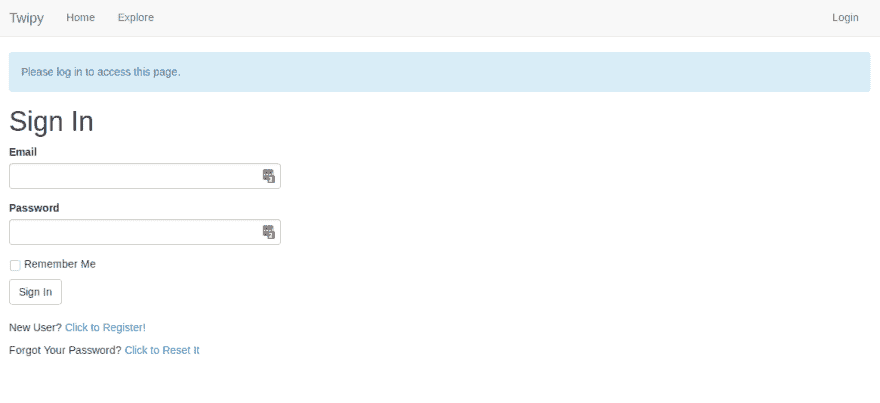 Twipy Home Explore Login
Please log in to access this page.
Sign In
Email
Password
Remember Me
Sign In
New User? Click to Register!
Forgot Your Password? Click to Reset It